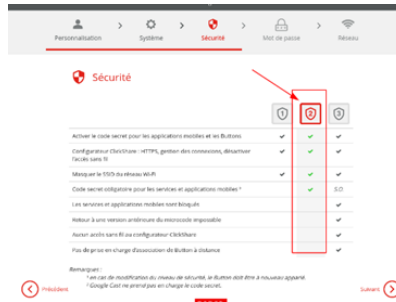 Personnalisation
Système
Sécurité
Mot de passe
Réseau
Sécurité
1
2
3
Activer le code secret pour les applications mobiles et les Buttons
Configurateur ClickShare : HTTPS, gestion des connexions, désactiver
l'accès sans fil
Masquer le SSID du réseau Wi-Fi
Code secret obligatoire pour les services et applications mobiles *
S.O.
Les services et applications mobiles sont bloqués
Retour à une version antérieure du microcode impossible
Aucun accès sans fil au configurateur ClickShare
Pas de prise en charge d'association de Button à distance
Remarques :
* en cas de modification du niveau de sécurité, le Button doit être à nouveau apparié.
* Google Cast ne prend pas en charge le code secret.
Précédent
Suivant